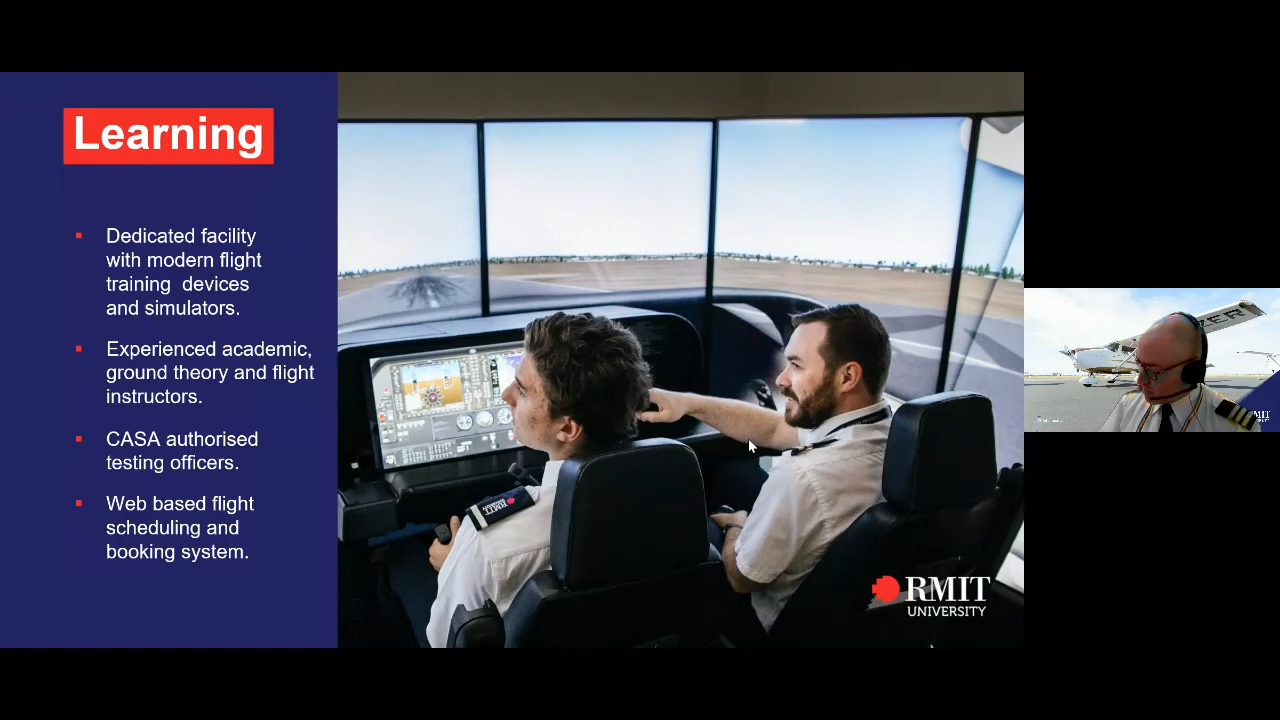 Learning
▪ Dedicated facility
with modern flight
training devices
and simulators.
▪ Experienced academic,
ground theory and flight
instructors.
▪ CASA authorised
testing officers.
▪ Web based flight
scheduling and
booking system.
RMIT
RMIT
UNIVERSITY